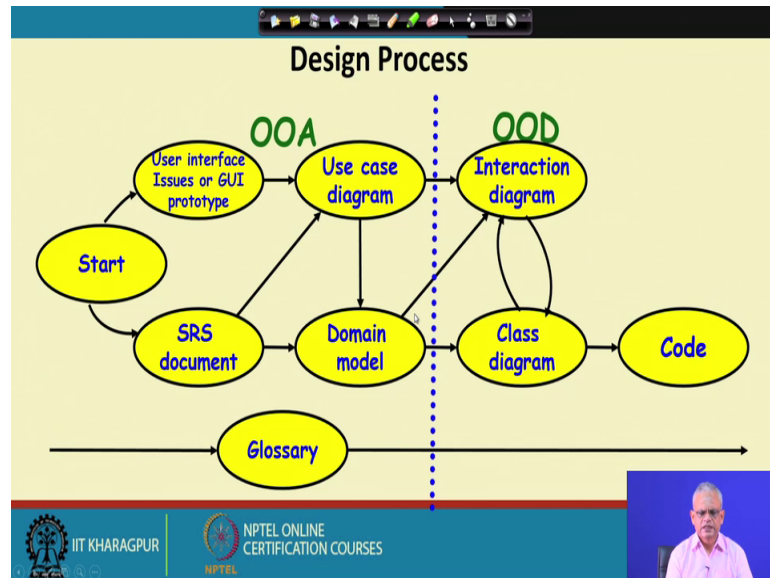 Design Process
OOA
OOD
User interface
Issues or GUI
prototype
Use case
diagram
Interaction
diagram
Start
SRS
document
Domain
model
Class
diagram
Code
Glossary
IIT KHARAGPUR
NPTEL
NPTEL ONLINE
CERTIFICATION COURSES